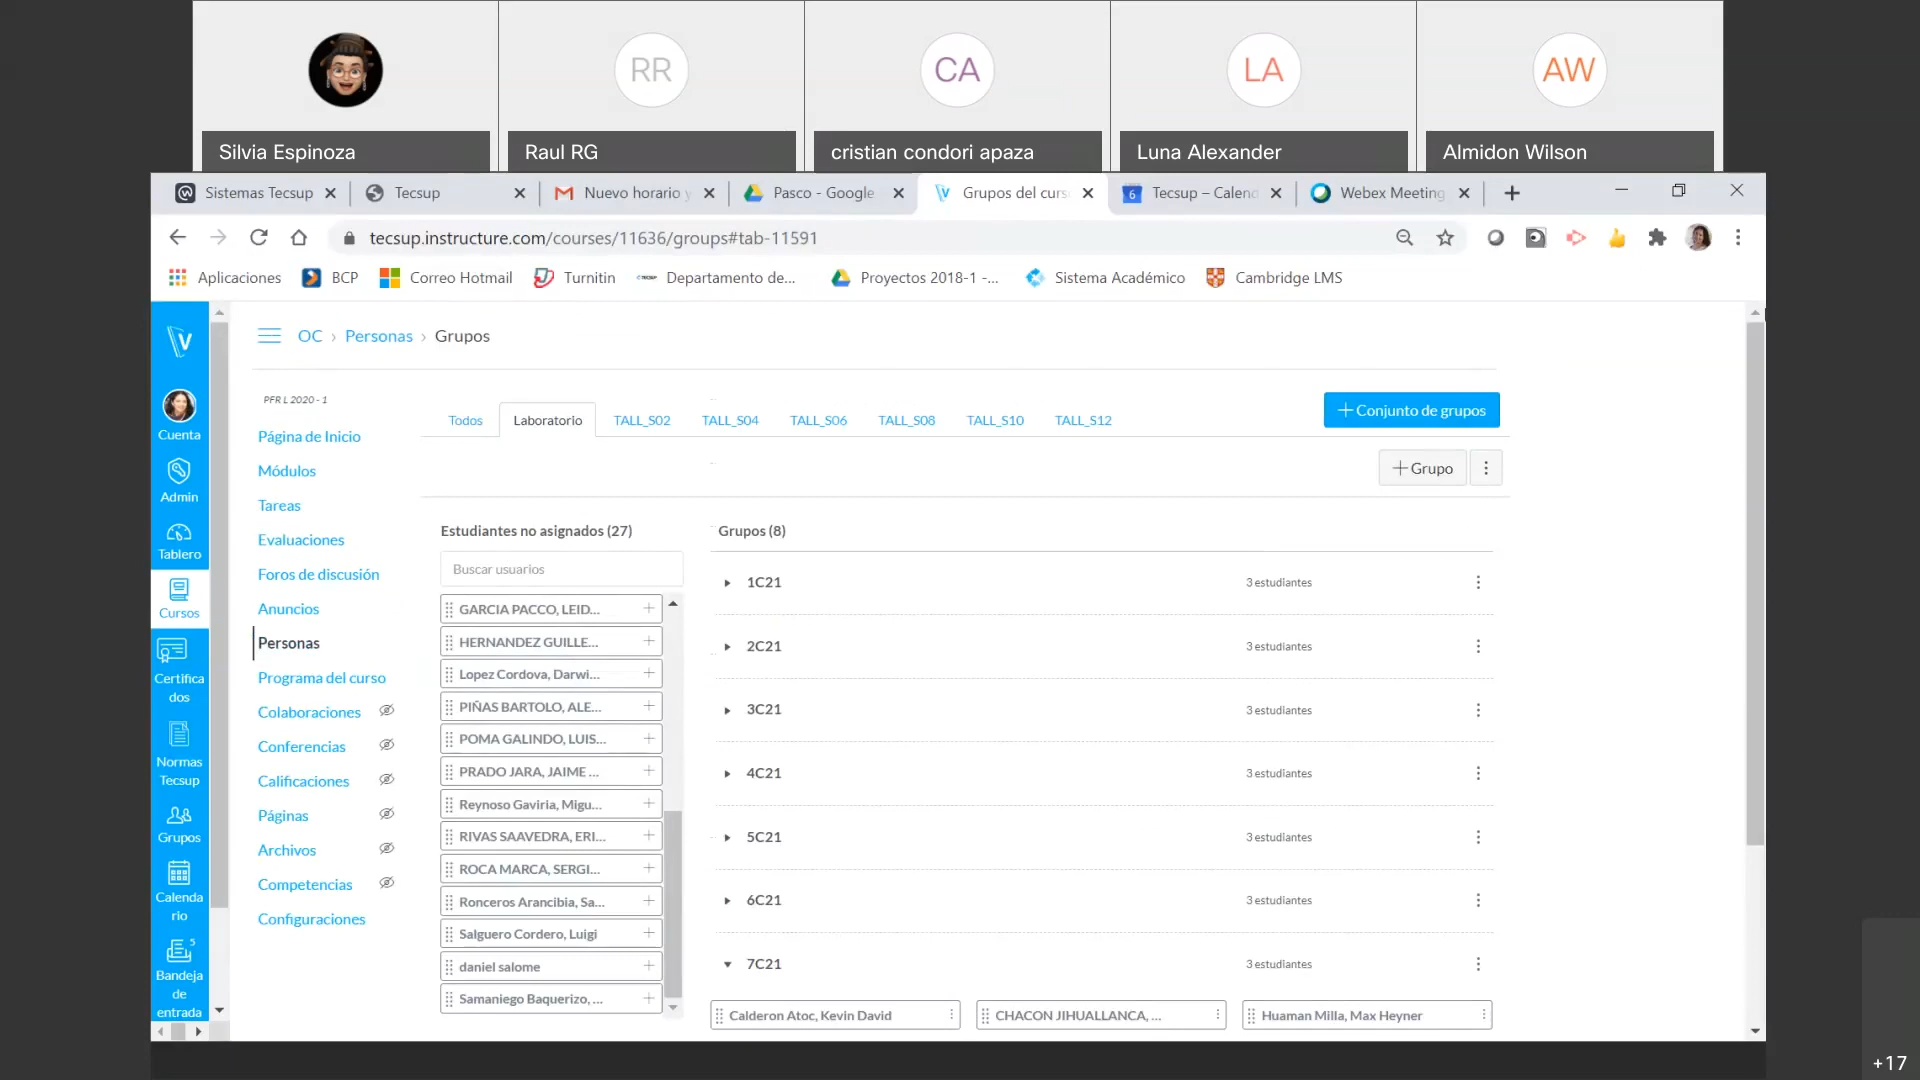 RR
CA
LA
AW
Silvia Espinoza
Raul RG
cristian condori apaza
Luna Alexander
Almidon Wilson
Sistemas Tecsup
Tecsup
Nuevo horario y
Pasco - Google
Grupos del curs
6
Tecsup – Calend
Webex Meeting
tecsup.instructure.com/courses/11636/groups#tab-11591
Aplicaciones
BCP
Correo Hotmail
Turnitin
Departamento de...
Proyectos 2018-1 -...
Sistema Académico
Cambridge LMS
OC › Personas › Grupos
Cuenta
Admin
Tablero
Cursos
Certifica
dos
Normas
Tecsup
Grupos
Calenda
rio
5
Bandeja
de
entrada
PFR L 2020 - 1
Página de Inicio
Módulos
Tareas
Evaluaciones
Foros de discusión
Anuncios
Personas
Programa del curso
Colaboraciones
Conferencias
Calificaciones
Páginas
Archivos
Competencias
Configuraciones
Todos
Laboratorio
TALL_S02
TALL_S04
TALL_S06
TALL_S08
TALL_S10
TALL_S12
+ Conjunto de grupos
+ Grupo
Estudiantes no asignados (27)
Buscar usuarios
GARCIA PACCO, LEID...
HERNANDEZ GUILLE...
Lopez Cordova, Darwi...
PIÑAS BARTOLO, ALE...
POMA GALINDO, LUIS...
PRADO JARA, JAIME ...
Reynoso Gaviria, Migu...
RIVAS SAAVEDRA, ERI...
ROCA MARCA, SERGI...
Ronceros Arancibia, Sa...
Salguero Cordero, Luigi
daniel salome
Samaniego Baquerizo, ...
Grupos (8)
1C21 3 estudiantes
2C21 3 estudiantes
3C21 3 estudiantes
4C21 3 estudiantes
5C21 3 estudiantes
6C21 3 estudiantes
7C21 3 estudiantes
Calderon Atoc, Kevin David
CHACON JIHUALLANCA, ...
Huaman Milla, Max Heyner
+17